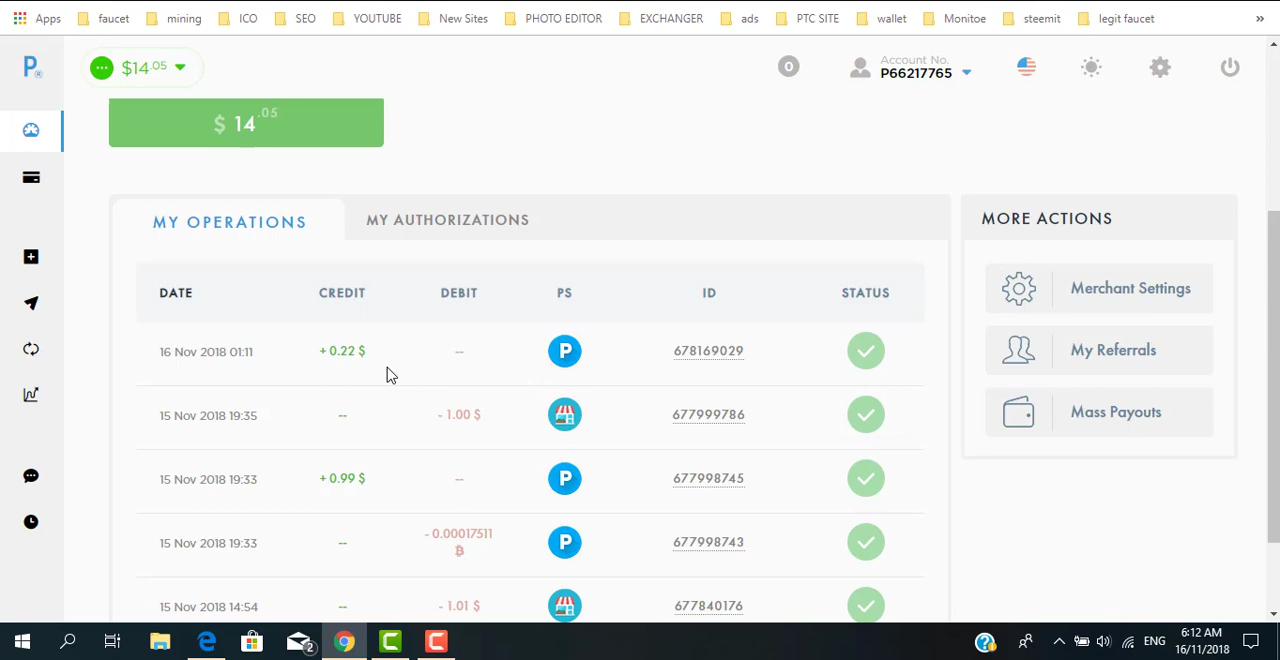 Apps faucet mining ICO SEO YOUTUBE New Sites PHOTO EDITOR EXCHANGER ads PTC SITE wallet Monitoe steemit legit faucet »
P® $14.05 0 Account No.
P66217765
$ 14 .05
MY OPERATIONS MY AUTHORIZATIONS MORE ACTIONS
DATE CREDIT DEBIT PS ID STATUS
Merchant Settings
16 Nov 2018 01:11 + 0.22 $ -- P 678169029
My Referrals
15 Nov 2018 19:35 -- - 1.00 $ 677999786
Mass Payouts
15 Nov 2018 19:33 + 0.99 $ -- P 677998745
15 Nov 2018 19:33 -- - 0.00017511 ₿ P 677998743
15 Nov 2018 14:54 -- - 1.01 $ 677840176
2 ENG 6:12 AM
16/11/2018